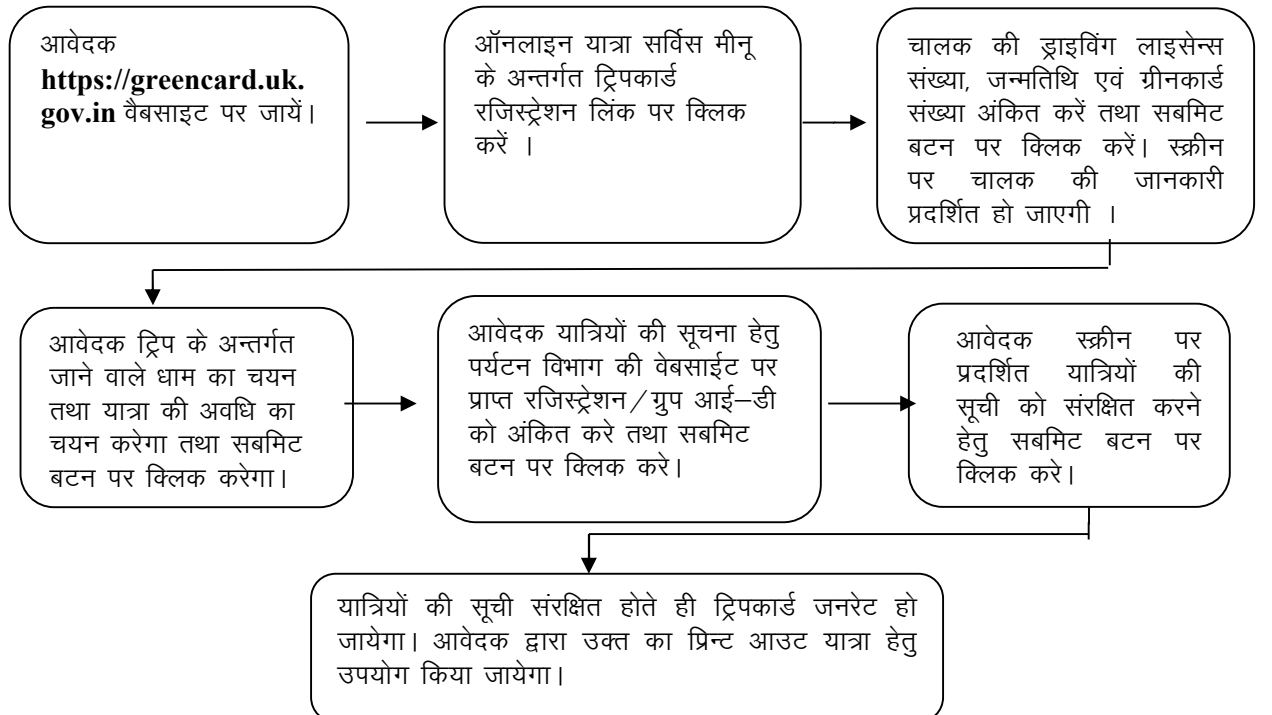 आवेदक
https://greencard.uk.
gov.in वैबसाइट पर जायें।
ऑनलाइन यात्रा सर्विस मीनू
के अन्तर्गत ट्रिपकार्ड
रजिस्ट्रेशन लिंक पर क्लिक
करें ।
चालक की ड्राइविंग लाइसेन्स
संख्या, जन्मतिथि एवं ग्रीनकार्ड
संख्या अंकित करें तथा सबमिट
बटन पर क्लिक करें। स्क्रीन
पर चालक की जानकारी
प्रदर्शित हो जाएगी ।
आवेदक ट्रिप के अन्तर्गत
जाने वाले धाम का चयन
तथा यात्रा की अवधि का
चयन करेगा तथा सबमिट
बटन पर क्लिक करेगा।
आवेदक यात्रियों की सूचना हेतु
पर्यटन विभाग की वेबसाईट पर
प्राप्त रजिस्ट्रेशन/ग्रुप आई–डी
को अंकित करे तथा सबमिट
बटन पर क्लिक करे।
आवेदक स्क्रीन पर
प्रदर्शित यात्रियों की
सूची को संरक्षित करने
हेतु सबमिट बटन पर
क्लिक करे।
यात्रियों की सूची संरक्षित होते ही ट्रिपकार्ड जनरेट हो
जायेगा। आवेदक द्वारा उक्त का प्रिन्ट आउट यात्रा हेतु
उपयोग किया जायेगा।